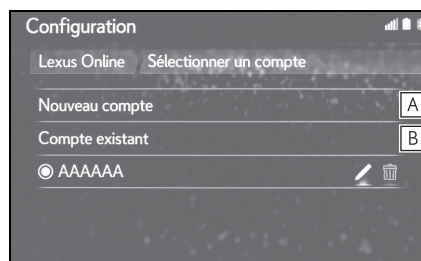 Configuration
Lexus Online Sélectionner un compte
Nouveau compte A
Compte existant B
AAAAAA